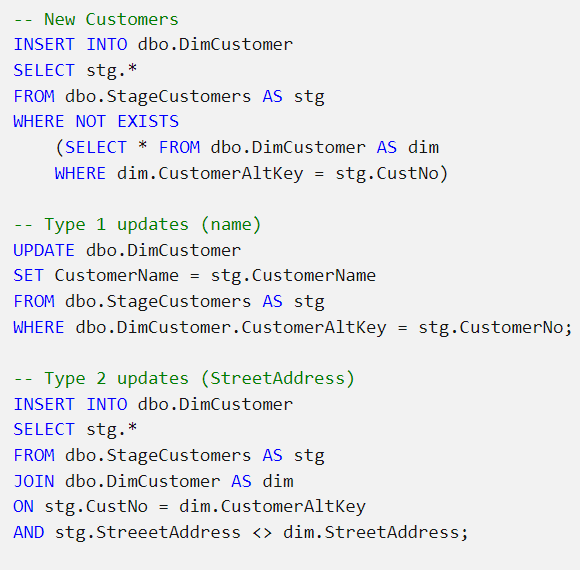 -- New Customers
INSERT INTO dbo.DimCustomer
SELECT stg.*
FROM dbo.StageCustomers AS stg
WHERE NOT EXISTS
    (SELECT * FROM dbo.DimCustomer AS dim
    WHERE dim.CustomerAltKey = stg.CustNo)

-- Type 1 updates (name)
UPDATE dbo.DimCustomer
SET CustomerName = stg.CustomerName
FROM dbo.StageCustomers AS stg
WHERE dbo.DimCustomer.CustomerAltKey = stg.CustomerNo;

-- Type 2 updates (StreetAddress)
INSERT INTO dbo.DimCustomer
SELECT stg.*
FROM dbo.StageCustomers AS stg
JOIN dbo.DimCustomer AS dim
ON stg.CustNo = dim.CustomerAltKey
AND stg.StreeetAddress <> dim.StreetAddress;